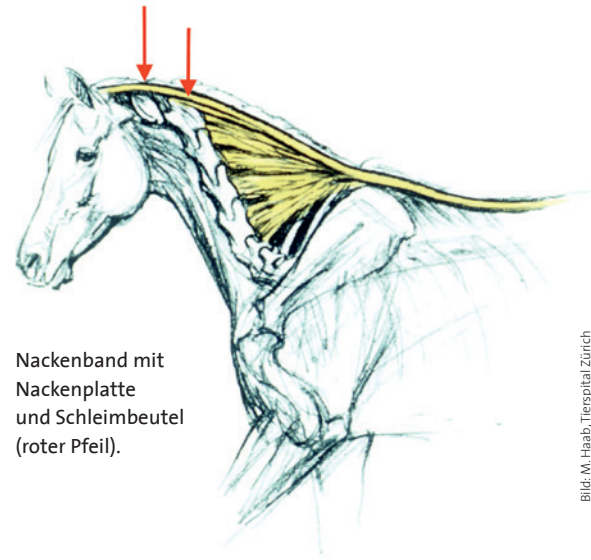 Nackenband mit
Nackenplatte
und Schleimbeutel
(roter Pfeil).
Bild: M. Haab, Tierspital Zürich